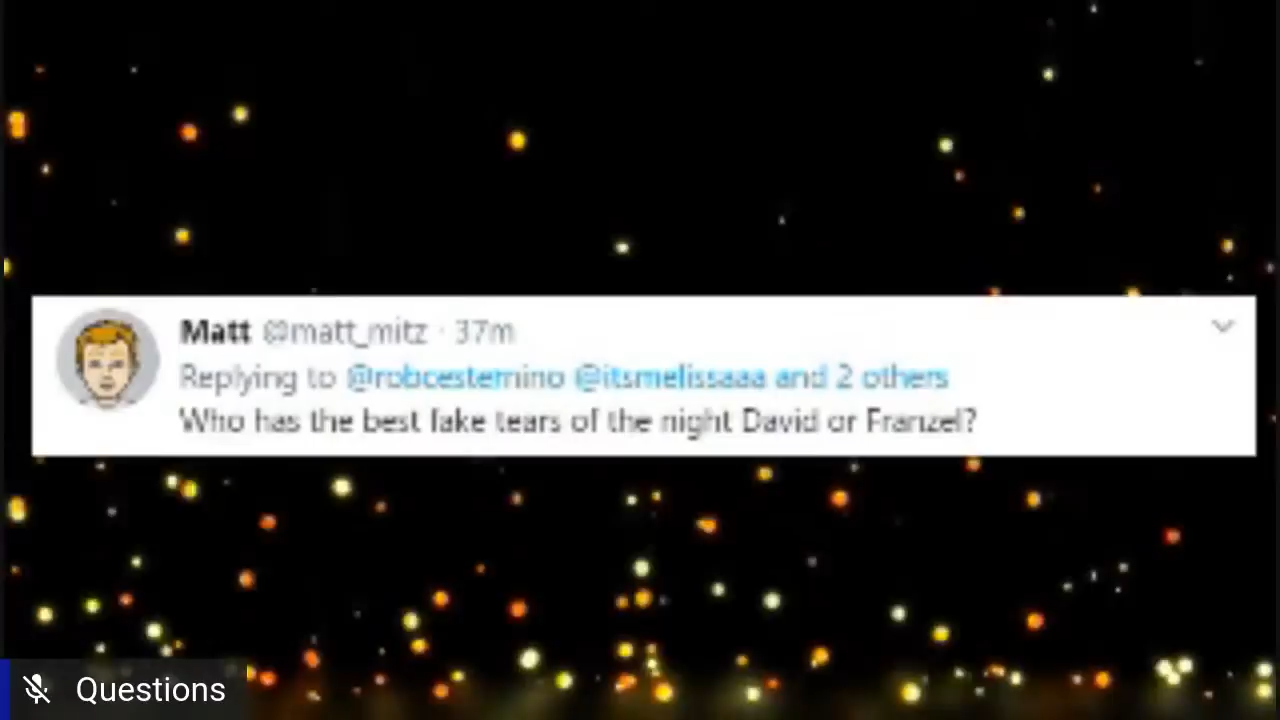 Matt @matt_mitz · 37m
Replying to @robcesternino @itsmelissaaa and 2 others
Who has the best fake tears of the night David or Franzel?
Questions